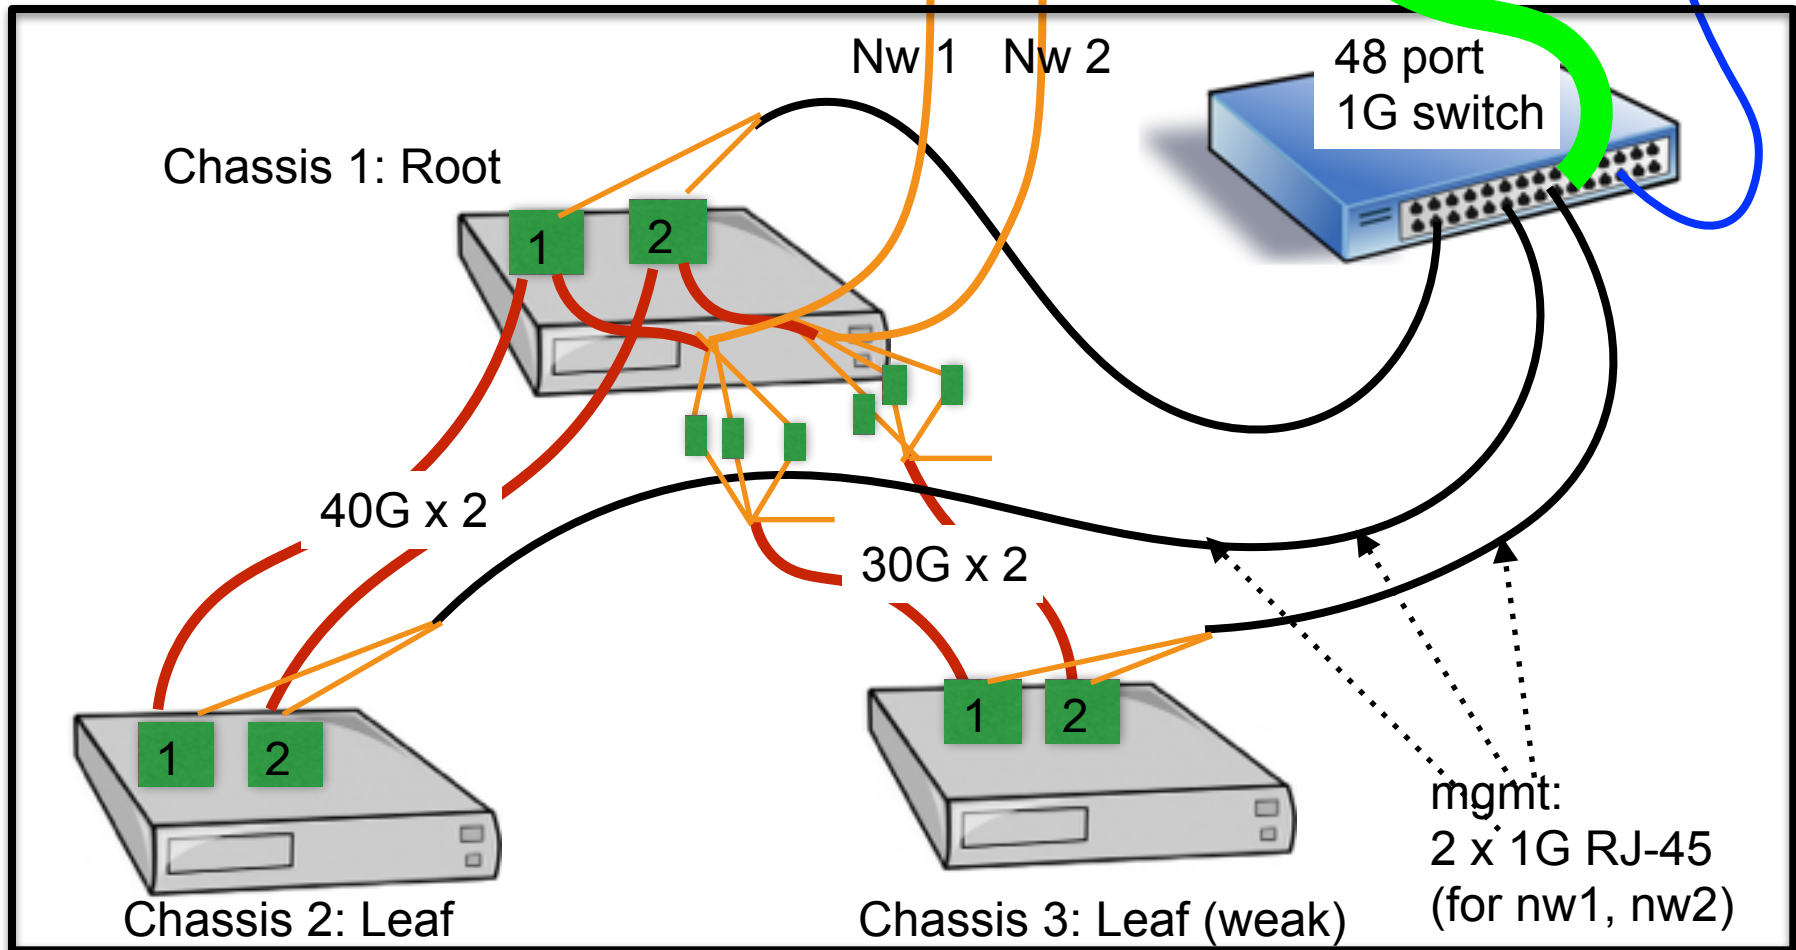 Nw 1
Nw 2
48 port
1G switch
Chassis 1: Root
1
2
40G x 2
30G x 2
1
2
1
2
mgmt:
2 x 1G RJ-45
(for nw1, nw2)
Chassis 2: Leaf
Chassis 3: Leaf (weak)